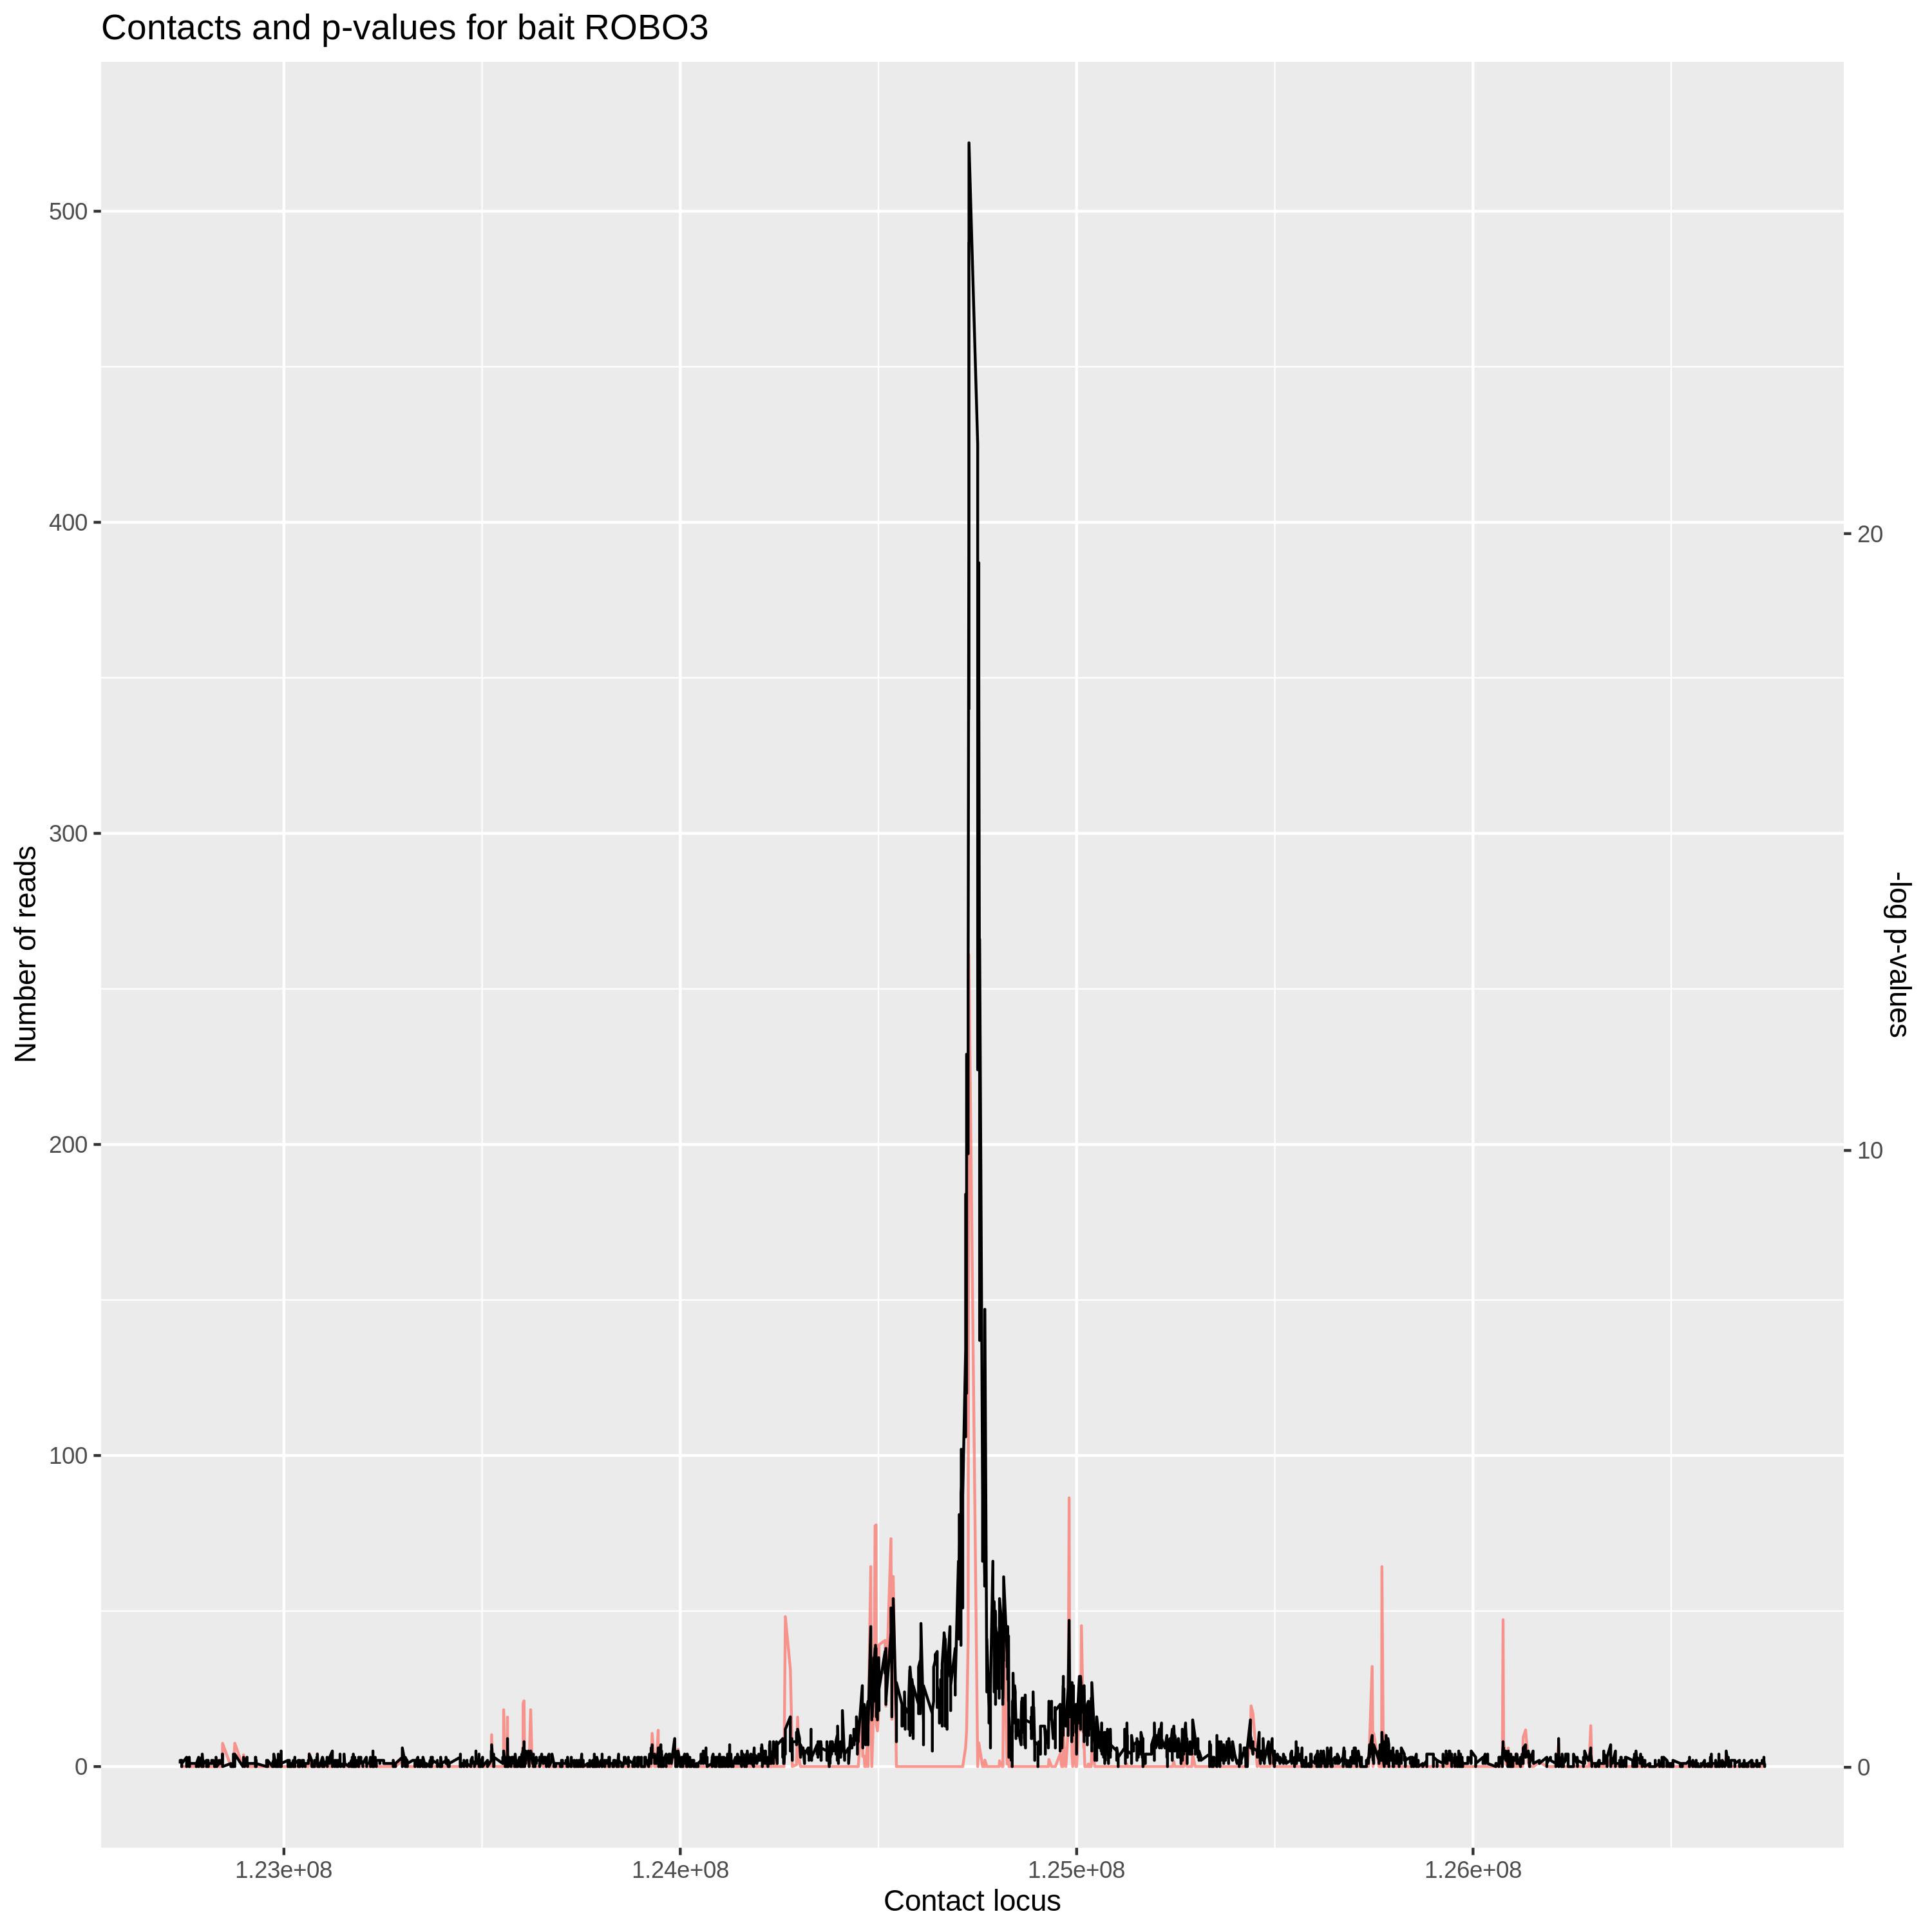 Contacts and p-values for bait ROBO3
Number of reads
500
400
300
200
100
0
20
10
0
-log p-values
1.23e+08
1.24e+08
1.25e+08
1.26e+08
Contact locus